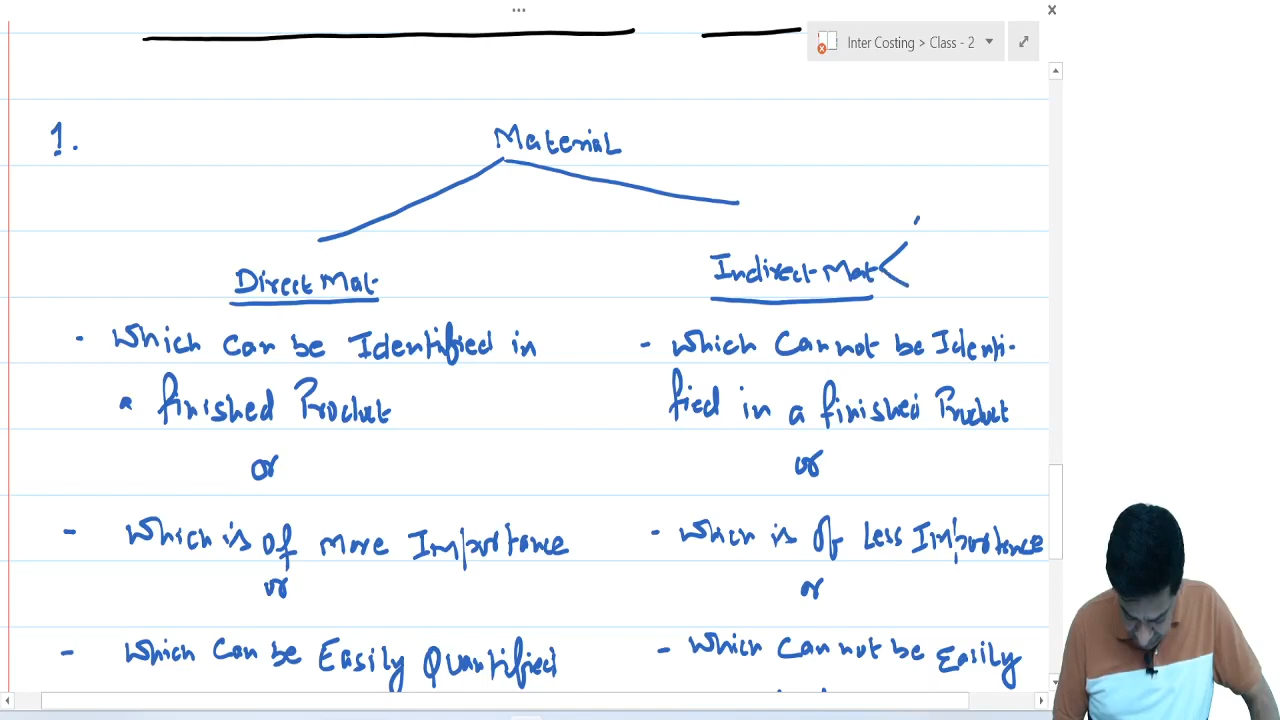 Inter Costing > Class - 2
1. Material
Direct Mat. Indirect Mat
- Which can be Identified in - which Cannot be Identi-
a finished Product fied in a finished Product
or or
- Which is of More Importance - which is of Less Importance
or or
- which Can be Easily Quantified - which Cannot be Easily